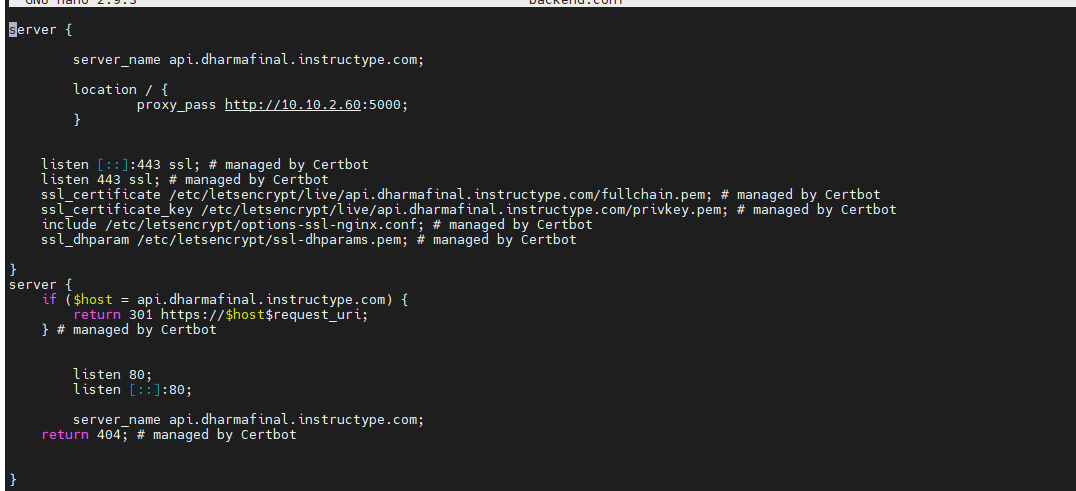 GNU nano 2.9.3 backend.conf
server {
server_name api.dharmafinal.instructype.com;
location / {
proxy_pass http://10.10.2.60:5000;
}
listen [::]:443 ssl; # managed by Certbot
listen 443 ssl; # managed by Certbot
ssl_certificate /etc/letsencrypt/live/api.dharmafinal.instructype.com/fullchain.pem; # managed by Certbot
ssl_certificate_key /etc/letsencrypt/live/api.dharmafinal.instructype.com/privkey.pem; # managed by Certbot
include /etc/letsencrypt/options-ssl-nginx.conf; # managed by Certbot
ssl_dhparam /etc/letsencrypt/ssl-dhparams.pem; # managed by Certbot
}
server {
if ($host = api.dharmafinal.instructype.com) {
return 301 https://$host$request_uri;
} # managed by Certbot
listen 80;
listen [::]:80;
server_name api.dharmafinal.instructype.com;
return 404; # managed by Certbot
}